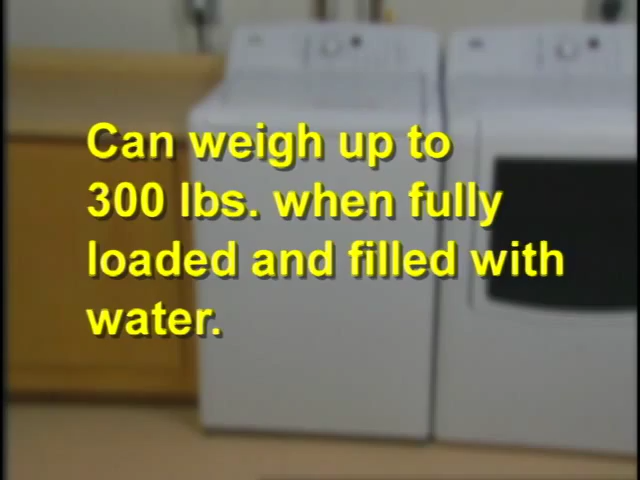 Can weigh up to
300 lbs. when fully
loaded and filled with
water.